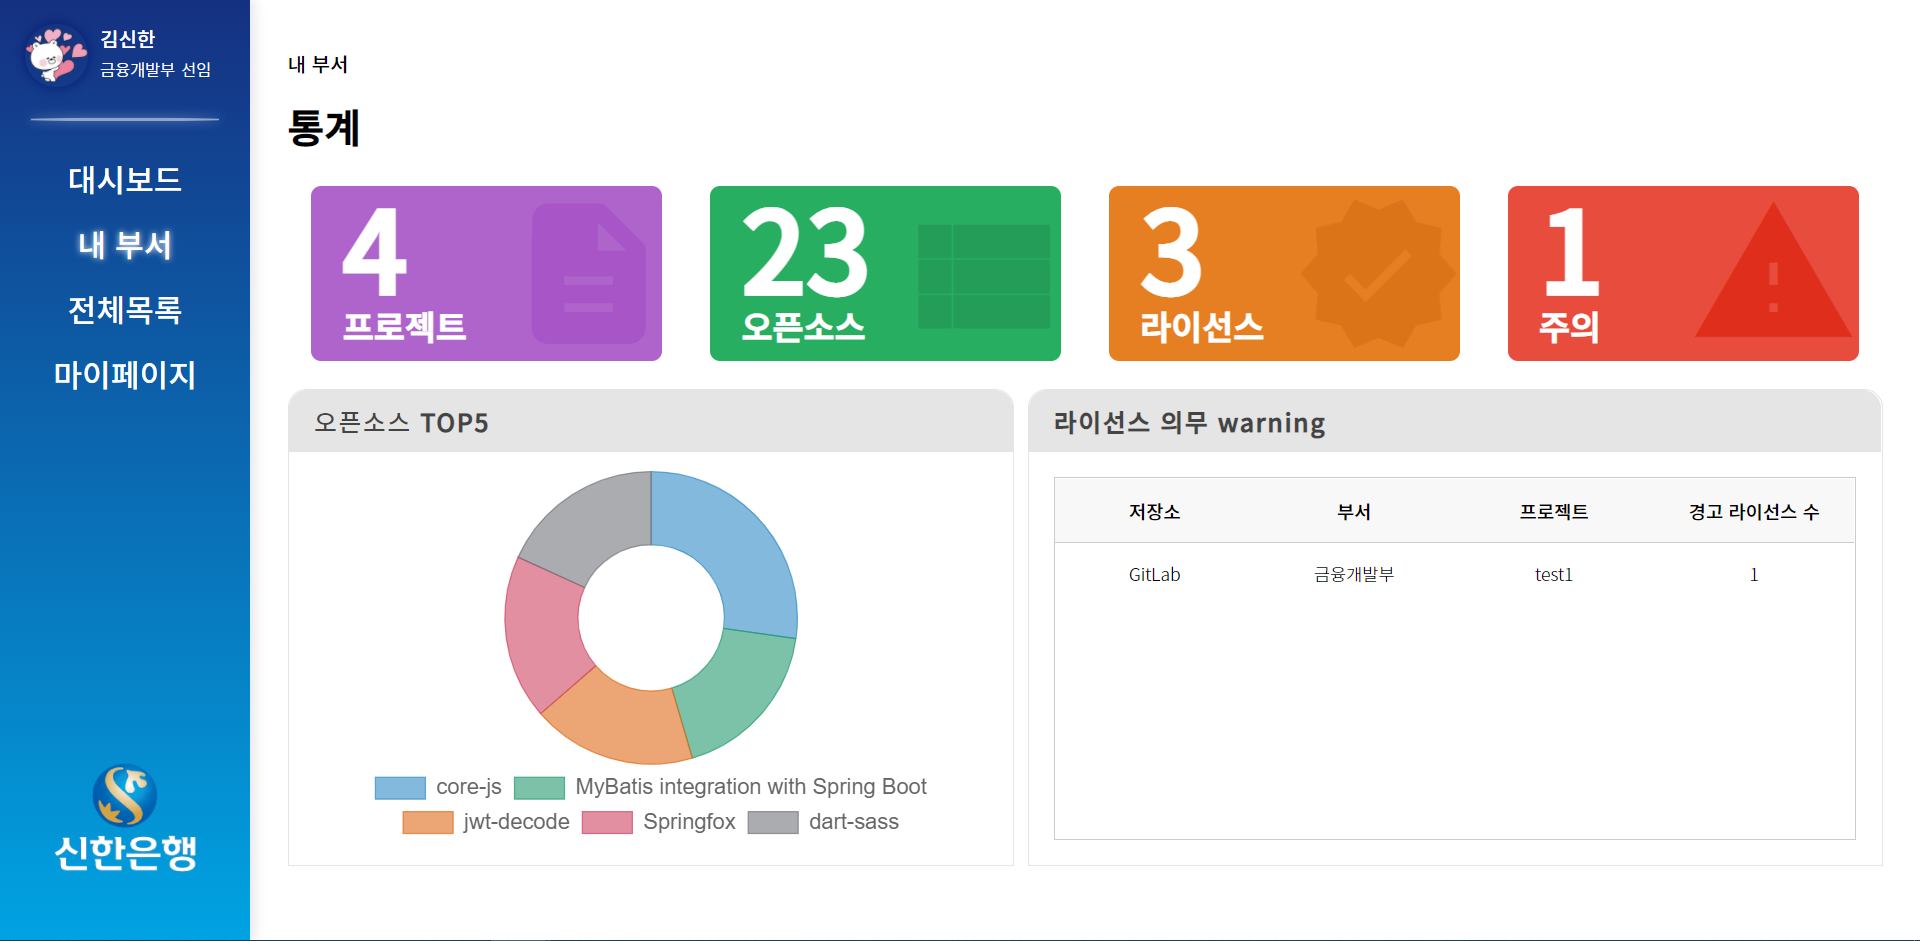 김신한
금융개발부 선임
대시보드
내 부서
전체목록
마이페이지
신한은행
내 부서
통계
4
프로젝트
23
오픈소스
3
라이선스
1
주의
오픈소스 TOP5
core-js MyBatis integration with Spring Boot
jwt-decode Springfox dart-sass
라이선스 의무 warning
저장소 부서 프로젝트 경고 라이선스 수
GitLab 금융개발부 test1 1